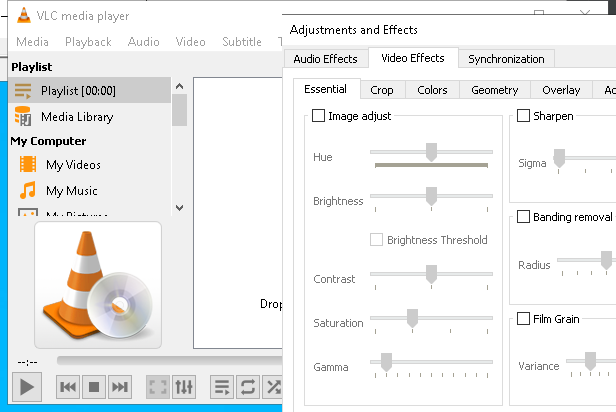 VLC media player
Media Playback Audio Video Subtitle
Playlist
Playlist [00:00]
Media Library
My Computer
My Videos
My Music
My Pictures
Drop
--:--
Adjustments and Effects
Audio Effects Video Effects Synchronization
Essential Crop Colors Geometry Overlay
Image adjust
Hue
Brightness
Brightness Threshold
Contrast
Saturation
Gamma
Sharpen
Sigma
Banding removal
Radius
Film Grain
Variance